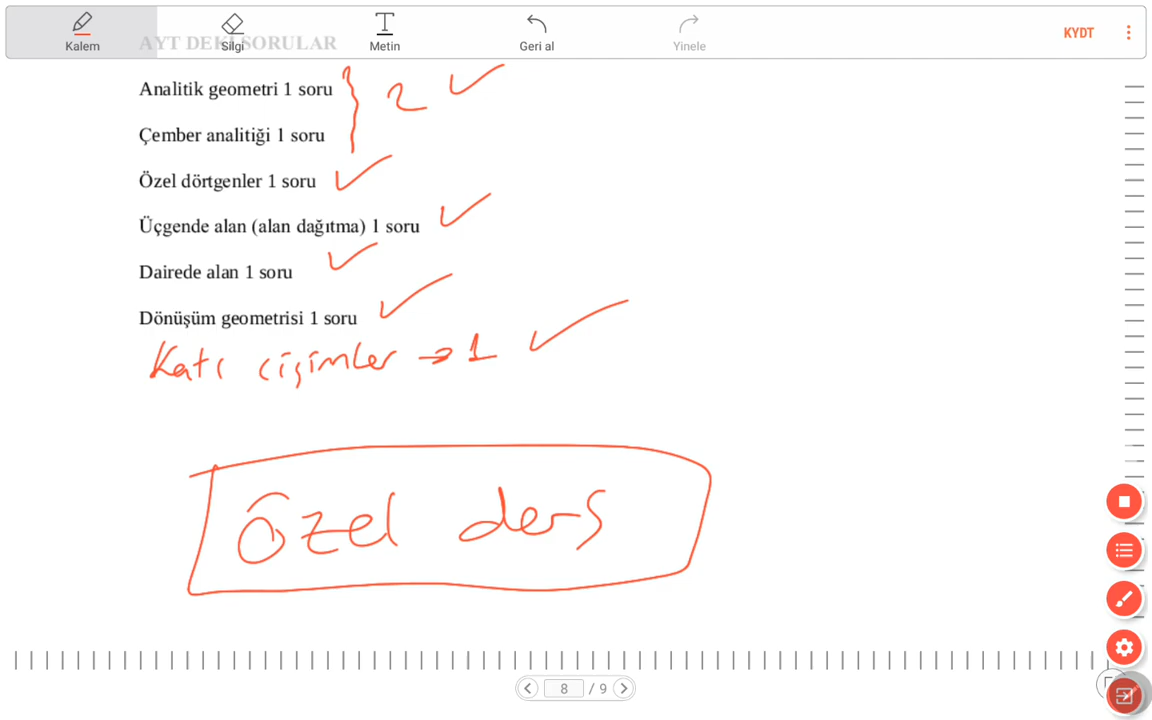 Kalem
Silgi
Metin
Geri al
Yinele
KYDT
AYT DEKİ SORULAR
Analitik geometri 1 soru
2
Çember analitiği 1 soru
Özel dörtgenler 1 soru
Üçgende alan (alan dağıtma) 1 soru
Dairede alan 1 soru
Dönüşüm geometrisi 1 soru
Katı cişimler → 1
Özel ders
8 / 9